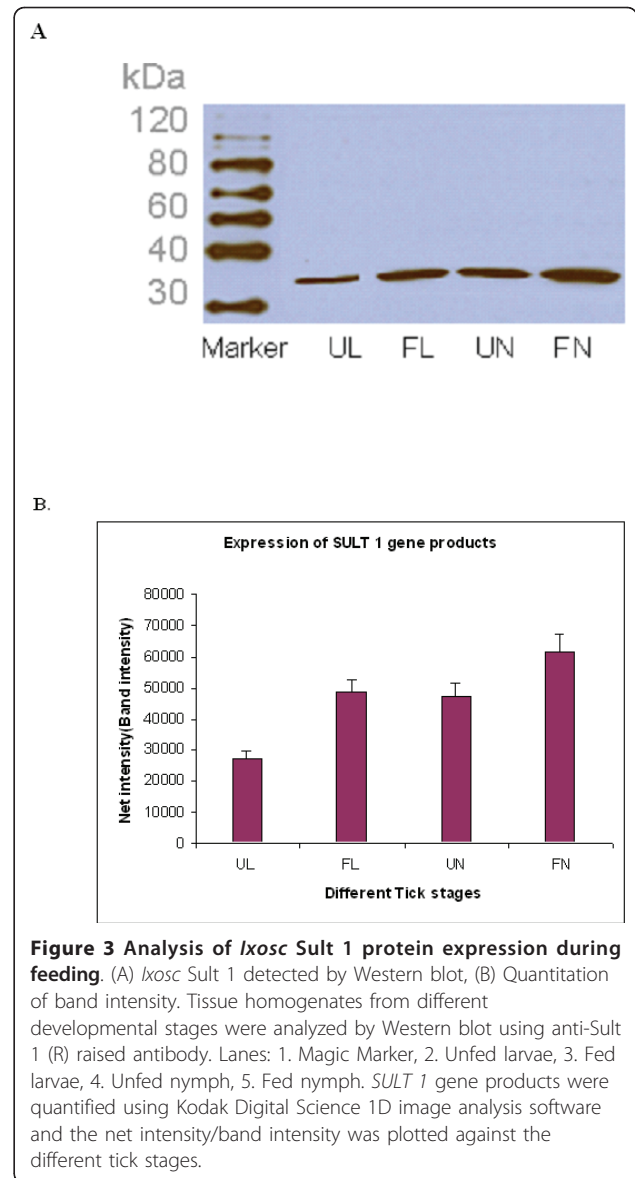 A
kDa
120
80
60
40
30
Marker UL FL UN FN
B.
Expression of SULT 1 gene products
Net intensity(Band intensity)
80000
70000
60000
50000
40000
30000
20000
10000
0
UL FL UN FN
Different Tick stages
Figure 3 Analysis of Ixosc Sult 1 protein expression during
feeding. (A) Ixosc Sult 1 detected by Western blot, (B) Quantitation
of band intensity. Tissue homogenates from different
developmental stages were analyzed by Western blot using anti-Sult
1 (R) raised antibody. Lanes: 1. Magic Marker, 2. Unfed larvae, 3. Fed
larvae, 4. Unfed nymph, 5. Fed nymph. SULT 1 gene products were
quantified using Kodak Digital Science 1D image analysis software
and the net intensity/band intensity was plotted against the
different tick stages.